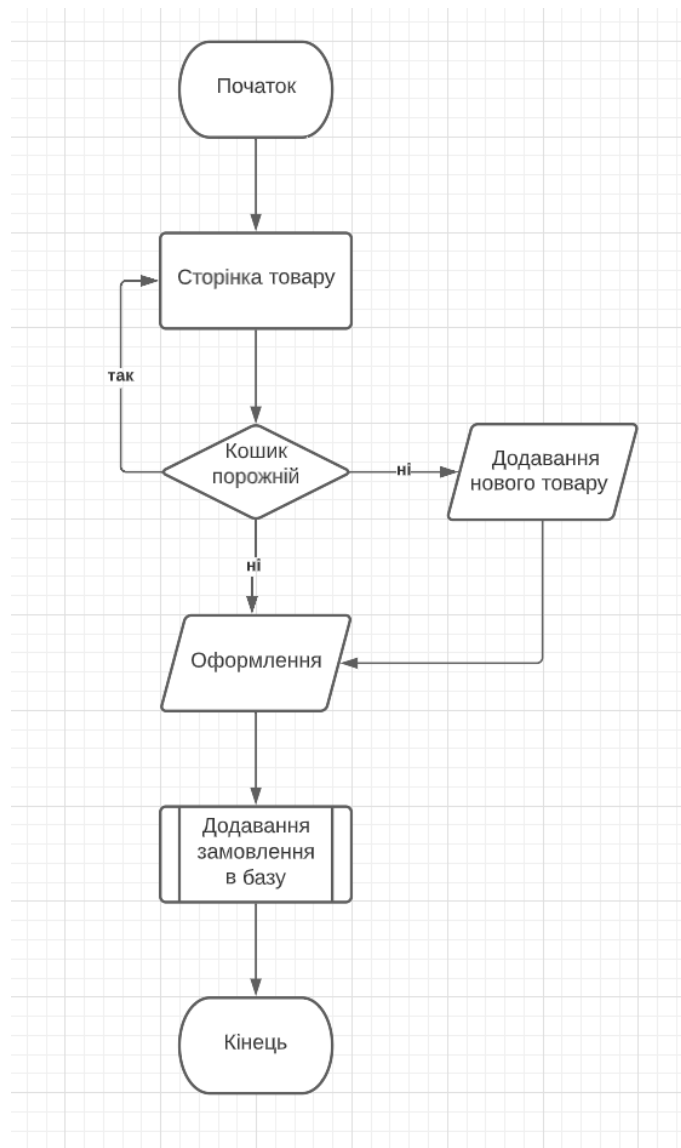 Початок
Сторінка товару
так
Кошик
порожній
ні
Додавання
нового товару
ні
Оформлення
Додавання
замовлення
в базу
Кінець